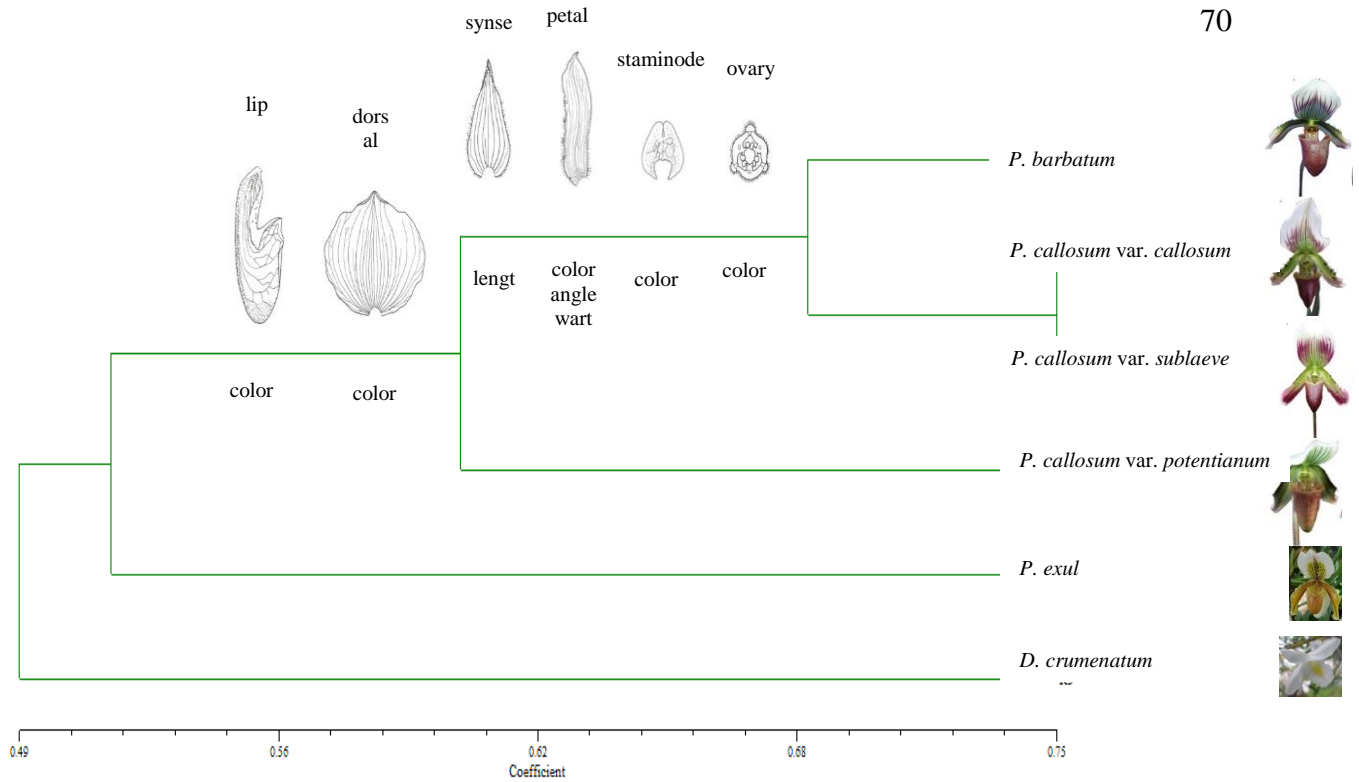 70
synse
petal
staminode
ovary
lip
dors
al
P. barbatum
P. callosum var. callosum
lengt
color
angle
wart
color
color
P. callosum var. sublaeve
color
color
P. callosum var. potentianum
P. exul
D. crumenatum
0.49
0.56
0.62
0.68
0.75
Coefficient